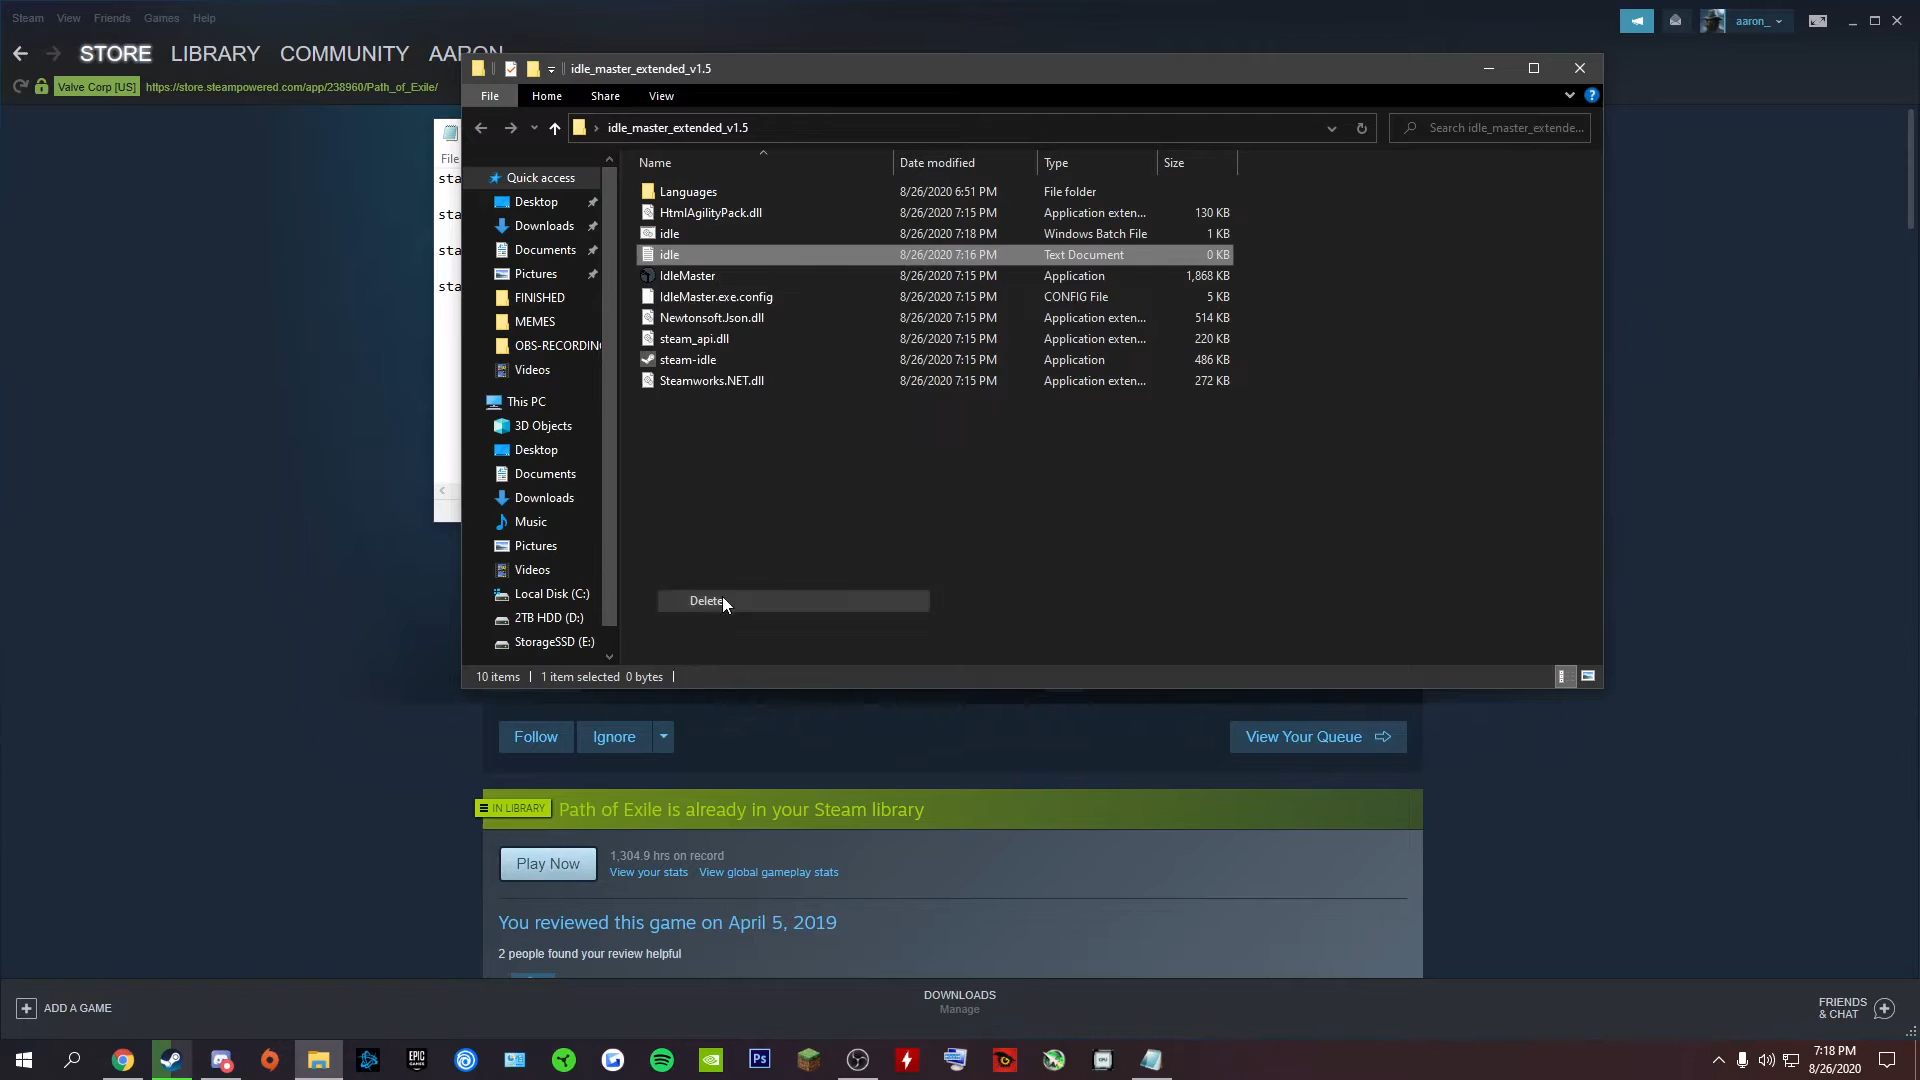 Steam View Friends Games Help
aaron_
STORE LIBRARY COMMUNITY AARON
Valve Corp [US] https://store.steampowered.com/app/238960/Path_of_Exile/
idle_master_extended_v1.5
File Home Share View
idle_master_extended_v1.5
Search idle_master_extende...
File
sta
sta
sta
sta
Quick access
Desktop
Downloads
Documents
Pictures
FINISHED
MEMES
OBS-RECORDING
Videos
This PC
3D Objects
Desktop
Documents
Downloads
Music
Pictures
Videos
Local Disk (C:)
2TB HDD (D:)
StorageSSD (E:)
Name Date modified Type Size
Languages 8/26/2020 6:51 PM File folder
HtmlAgilityPack.dll 8/26/2020 7:15 PM Application exten... 130 KB
idle 8/26/2020 7:18 PM Windows Batch File 1 KB
idle 8/26/2020 7:16 PM Text Document 0 KB
IdleMaster 8/26/2020 7:15 PM Application 1,868 KB
IdleMaster.exe.config 8/26/2020 7:15 PM CONFIG File 5 KB
Newtonsoft.Json.dll 8/26/2020 7:15 PM Application exten... 514 KB
steam_api.dll 8/26/2020 7:15 PM Application exten... 220 KB
steam-idle 8/26/2020 7:15 PM Application 486 KB
Steamworks.NET.dll 8/26/2020 7:15 PM Application exten... 272 KB
Delete
10 items 1 item selected 0 bytes
Follow Ignore View Your Queue
IN LIBRARY Path of Exile is already in your Steam library
Play Now
1,304.9 hrs on record
View your stats View global gameplay stats
You reviewed this game on April 5, 2019
2 people found your review helpful
ADD A GAME
DOWNLOADS
Manage
FRIENDS
& CHAT
EPIC
GAMES
Ps
7:18 PM
8/26/2020